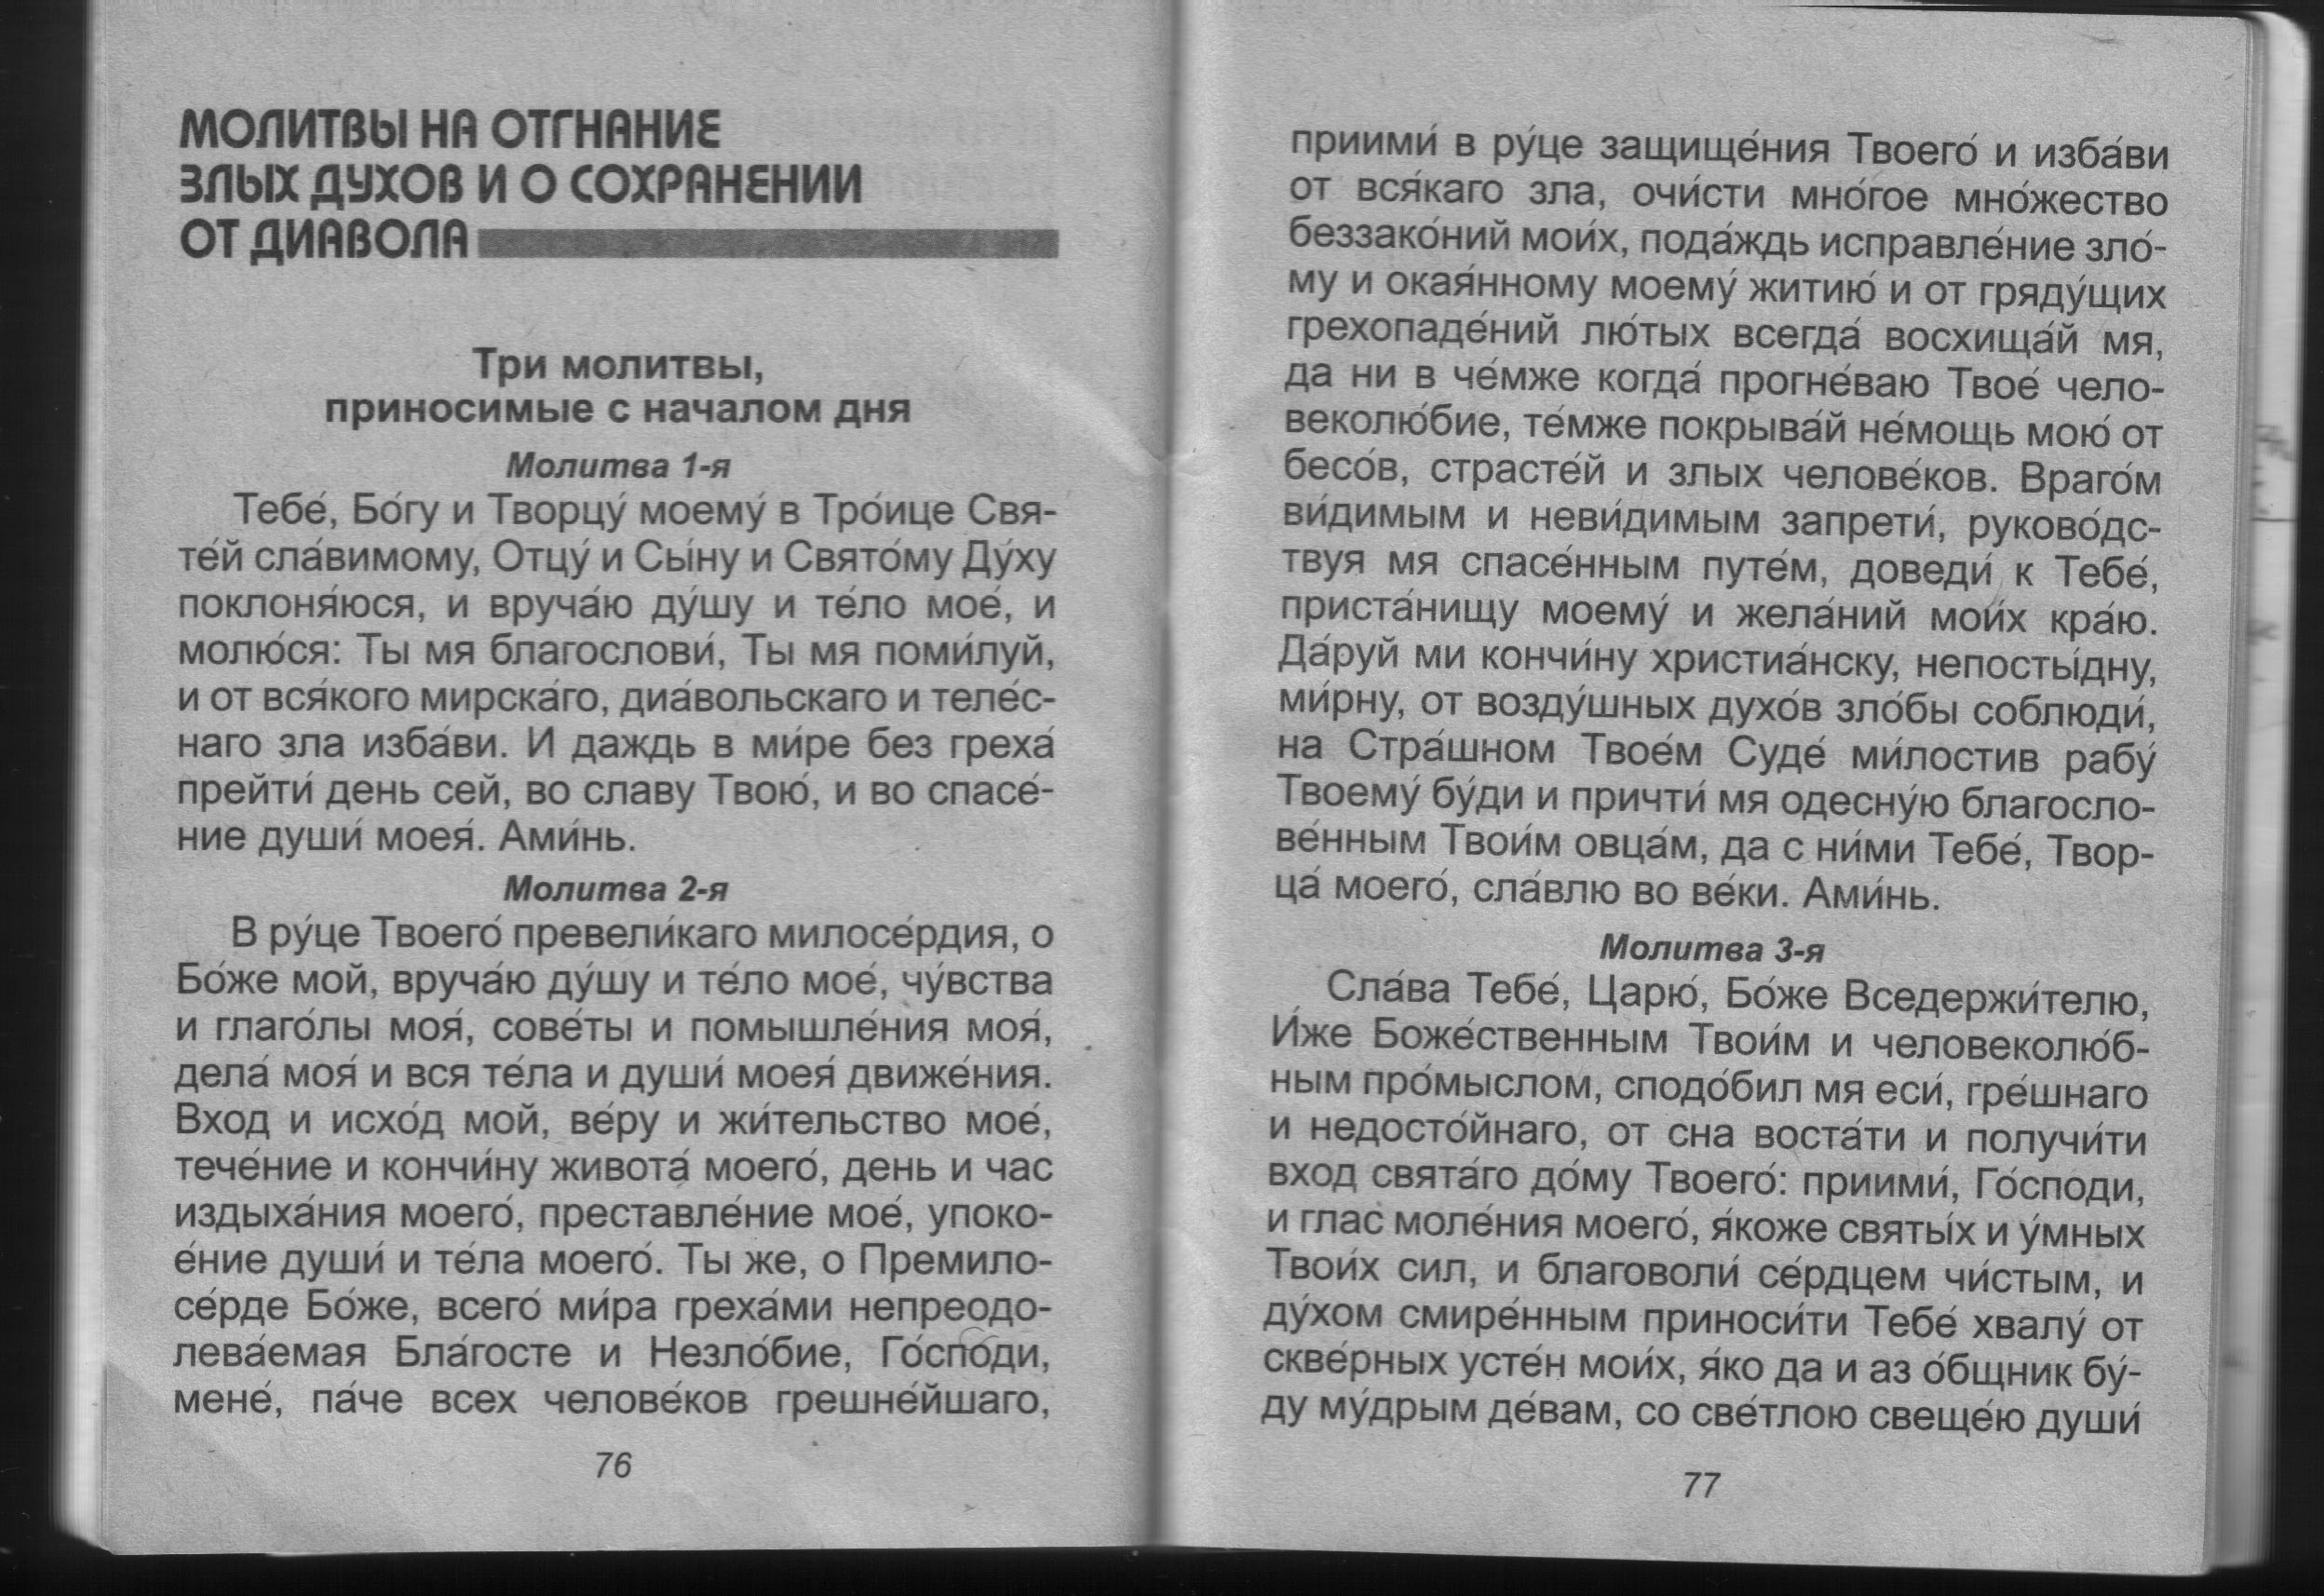 МОЛИТВЫ НА ОТГНАНИЕ
ЗЛЫХ ДУХОВ И О СОХРАНЕНИИ
ОТ ДИАВОЛА
Три молитвы,
приносимые с началом дня
Молитва 1-я
Тебе́, Бо́гу и Творцу́ моему́ в Тро́ице Свя-
те́й сла́вимому, Отцу́ и Сы́ну и Свято́му Ду́ху
поклоня́юся, и вруча́ю ду́шу и те́ло мое́, и
молю́ся: Ты мя благослови́, Ты мя поми́луй,
и от вся́кого мирска́го, диа́вольскаго и теле́с-
наго зла изба́ви. И даждь в ми́ре без греха́
прейти́ день сей, во славу Твою́, и во спасе́-
ние души́ моея́. Ами́нь.
Молитва 2-я
В ру́це Твоего́ превели́каго милосе́рдия, о
Бо́же мой, вруча́ю ду́шу и те́ло мое́, чу́вства
и глаго́лы моя́, сове́ты и помышле́ния моя́,
дела́ моя́ и вся те́ла и души́ моея́ движе́ния.
Вход и исхо́д мой, ве́ру и жи́тельство мое́,
тече́ние и кончи́ну живота́ моего́, день и час
издыха́ния моего́, преставле́ние мое́, упоко-
е́ние души́ и те́ла моего́. Ты же, о Премило-
се́рде Бо́же, всего́ ми́ра греха́ми непреодо-
лева́емая Бла́госте и Незло́бие, Го́споди,
мене́, па́че всех челове́ков грешне́йшаго,
76
приими́ в ру́це защище́ния Твоего́ и изба́ви
от вся́каго зла, очи́сти мно́гое мно́жество
беззако́ний мои́х, пода́ждь исправле́ние зло́-
му и окая́нному моему́ житию́ и от гряду́щих
грехопаде́ний лю́тых всегда́ восхища́й мя,
да ни в че́мже когда́ прогне́ваю Твое́ чело-
веколю́бие, те́мже покрыва́й не́мощь мою́ от
бесо́в, страсте́й и злых челове́ков. Враго́м
ви́димым и неви́димым запрети́, руково́дс-
твуя мя спасе́нным путе́м, доведи́ к Тебе́,
приста́нищу моему́ и жела́ний мои́х кра́ю.
Да́руй ми кончи́ну христиа́нску, непосты́дну,
ми́рну, от возду́шных духо́в зло́бы соблюди́,
на Стра́шном Твое́м Суде́ ми́лостив рабу́
Твоему́ бу́ди и причти́ мя одесну́ю благосло-
ве́нным Твои́м овца́м, да с ни́ми Тебе́, Твор-
ца́ моего́, сла́влю во ве́ки. Ами́нь.
Молитва 3-я
Сла́ва Тебе́, Царю́, Бо́же Вседержи́телю,
И́же Боже́ственным Твои́м и человеколю́б-
ным про́мыслом, сподо́бил мя еси́, гре́шнаго
и недосто́йнаго, от сна воста́ти и получи́ти
вход свята́го до́му Твоего́: приими́, Го́споди,
и глас моле́ния моего́, я́коже святы́х и у́мных
Твои́х сил, и благоволи́ се́рдцем чи́стым, и
ду́хом смире́нным приноси́ти Тебе́ хвалу́ от
скве́рных усте́н мои́х, я́ко да и аз о́бщник бу́-
ду му́дрым де́вам, со све́тлою свеще́ю души́
77